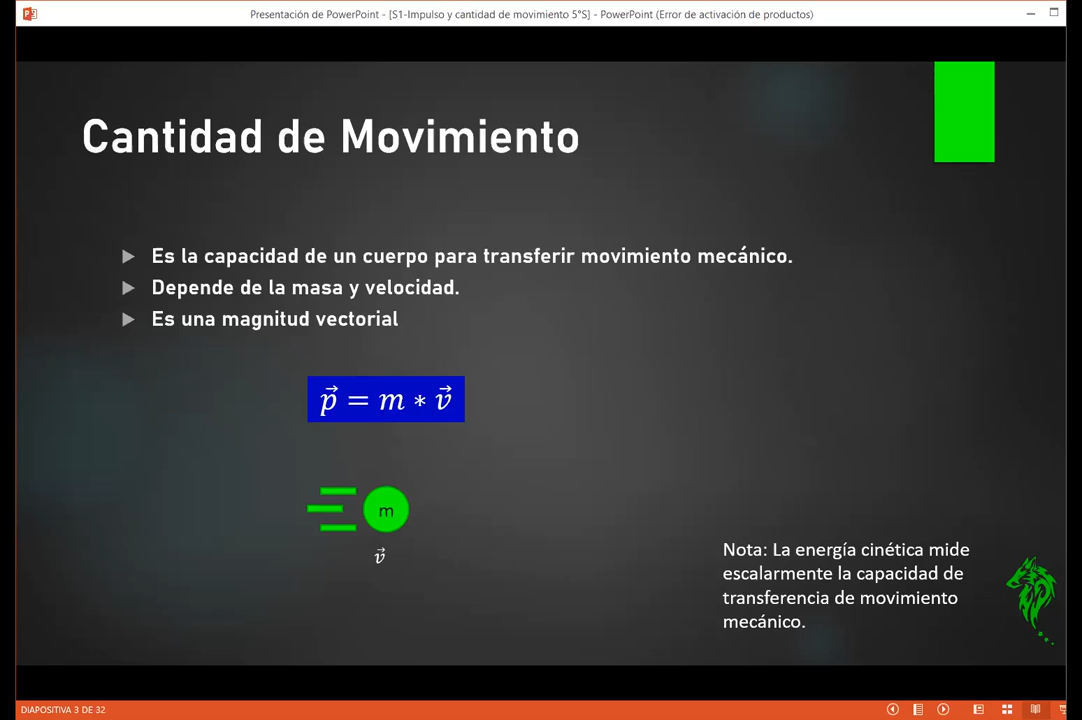 Presentación de PowerPoint - [S1-Impulso y cantidad de movimiento 5°S] - PowerPoint (Error de activación de productos)
Cantidad de Movimiento
Es la capacidad de un cuerpo para transferir movimiento mecánico.
Depende de la masa y velocidad.
Es una magnitud vectorial
p⃗ = m ∗ v⃗
m
v⃗
Nota: La energía cinética mide
escalarmente la capacidad de
transferencia de movimiento
mecánico.
DIAPOSITIVA 3 DE 32